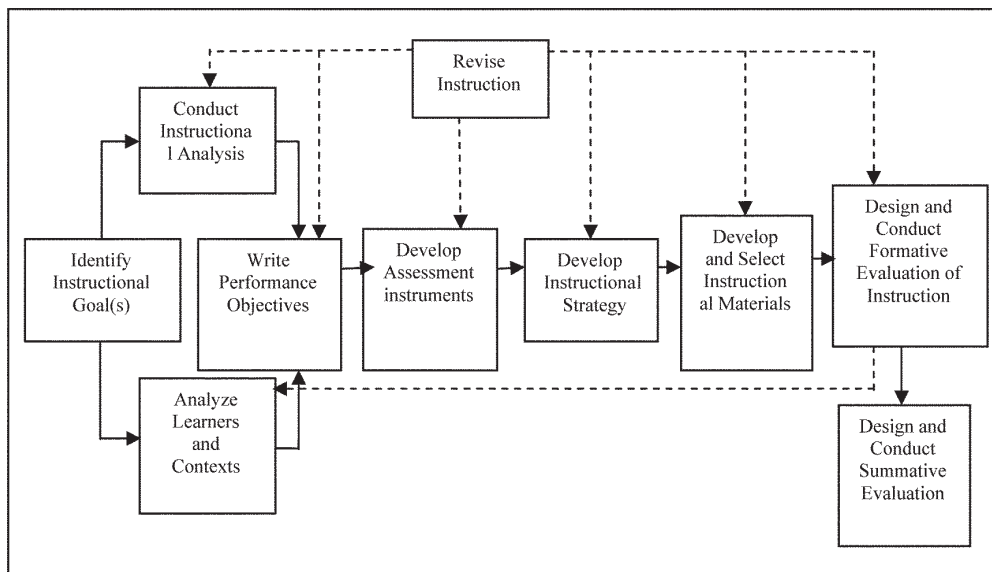 Revise
Instruction
Conduct
Instructiona
l Analysis
Identify
Instructional
Goal(s)
Write
Performance
Objectives
Develop
Assessment
instruments
Develop
Instructional
Strategy
Develop
and Select
Instruction
al Materials
Design and
Conduct
Formative
Evaluation of
Instruction
Analyze
Learners
and
Contexts
Design and
Conduct
Summative
Evaluation